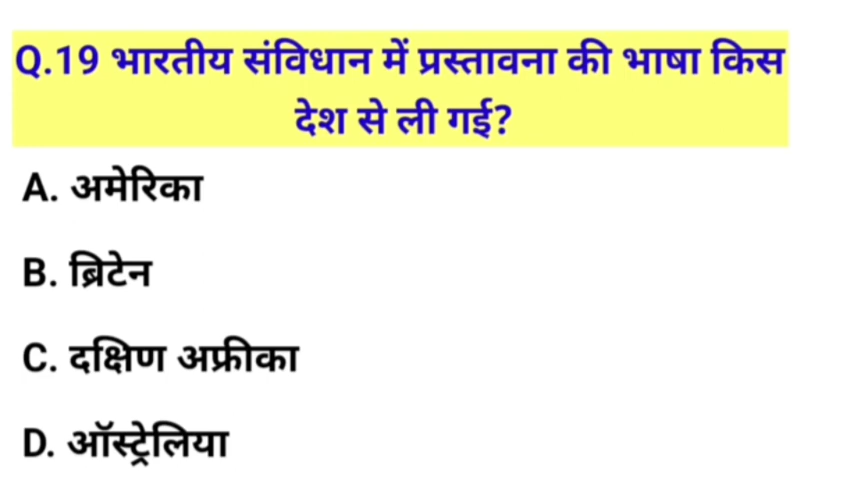 Q.19 भारतीय संविधान में प्रस्तावना की भाषा किस
देश से ली गई?
A. अमेरिका
B. ब्रिटेन
C. दक्षिण अफ्रीका
D. ऑस्ट्रेलिया